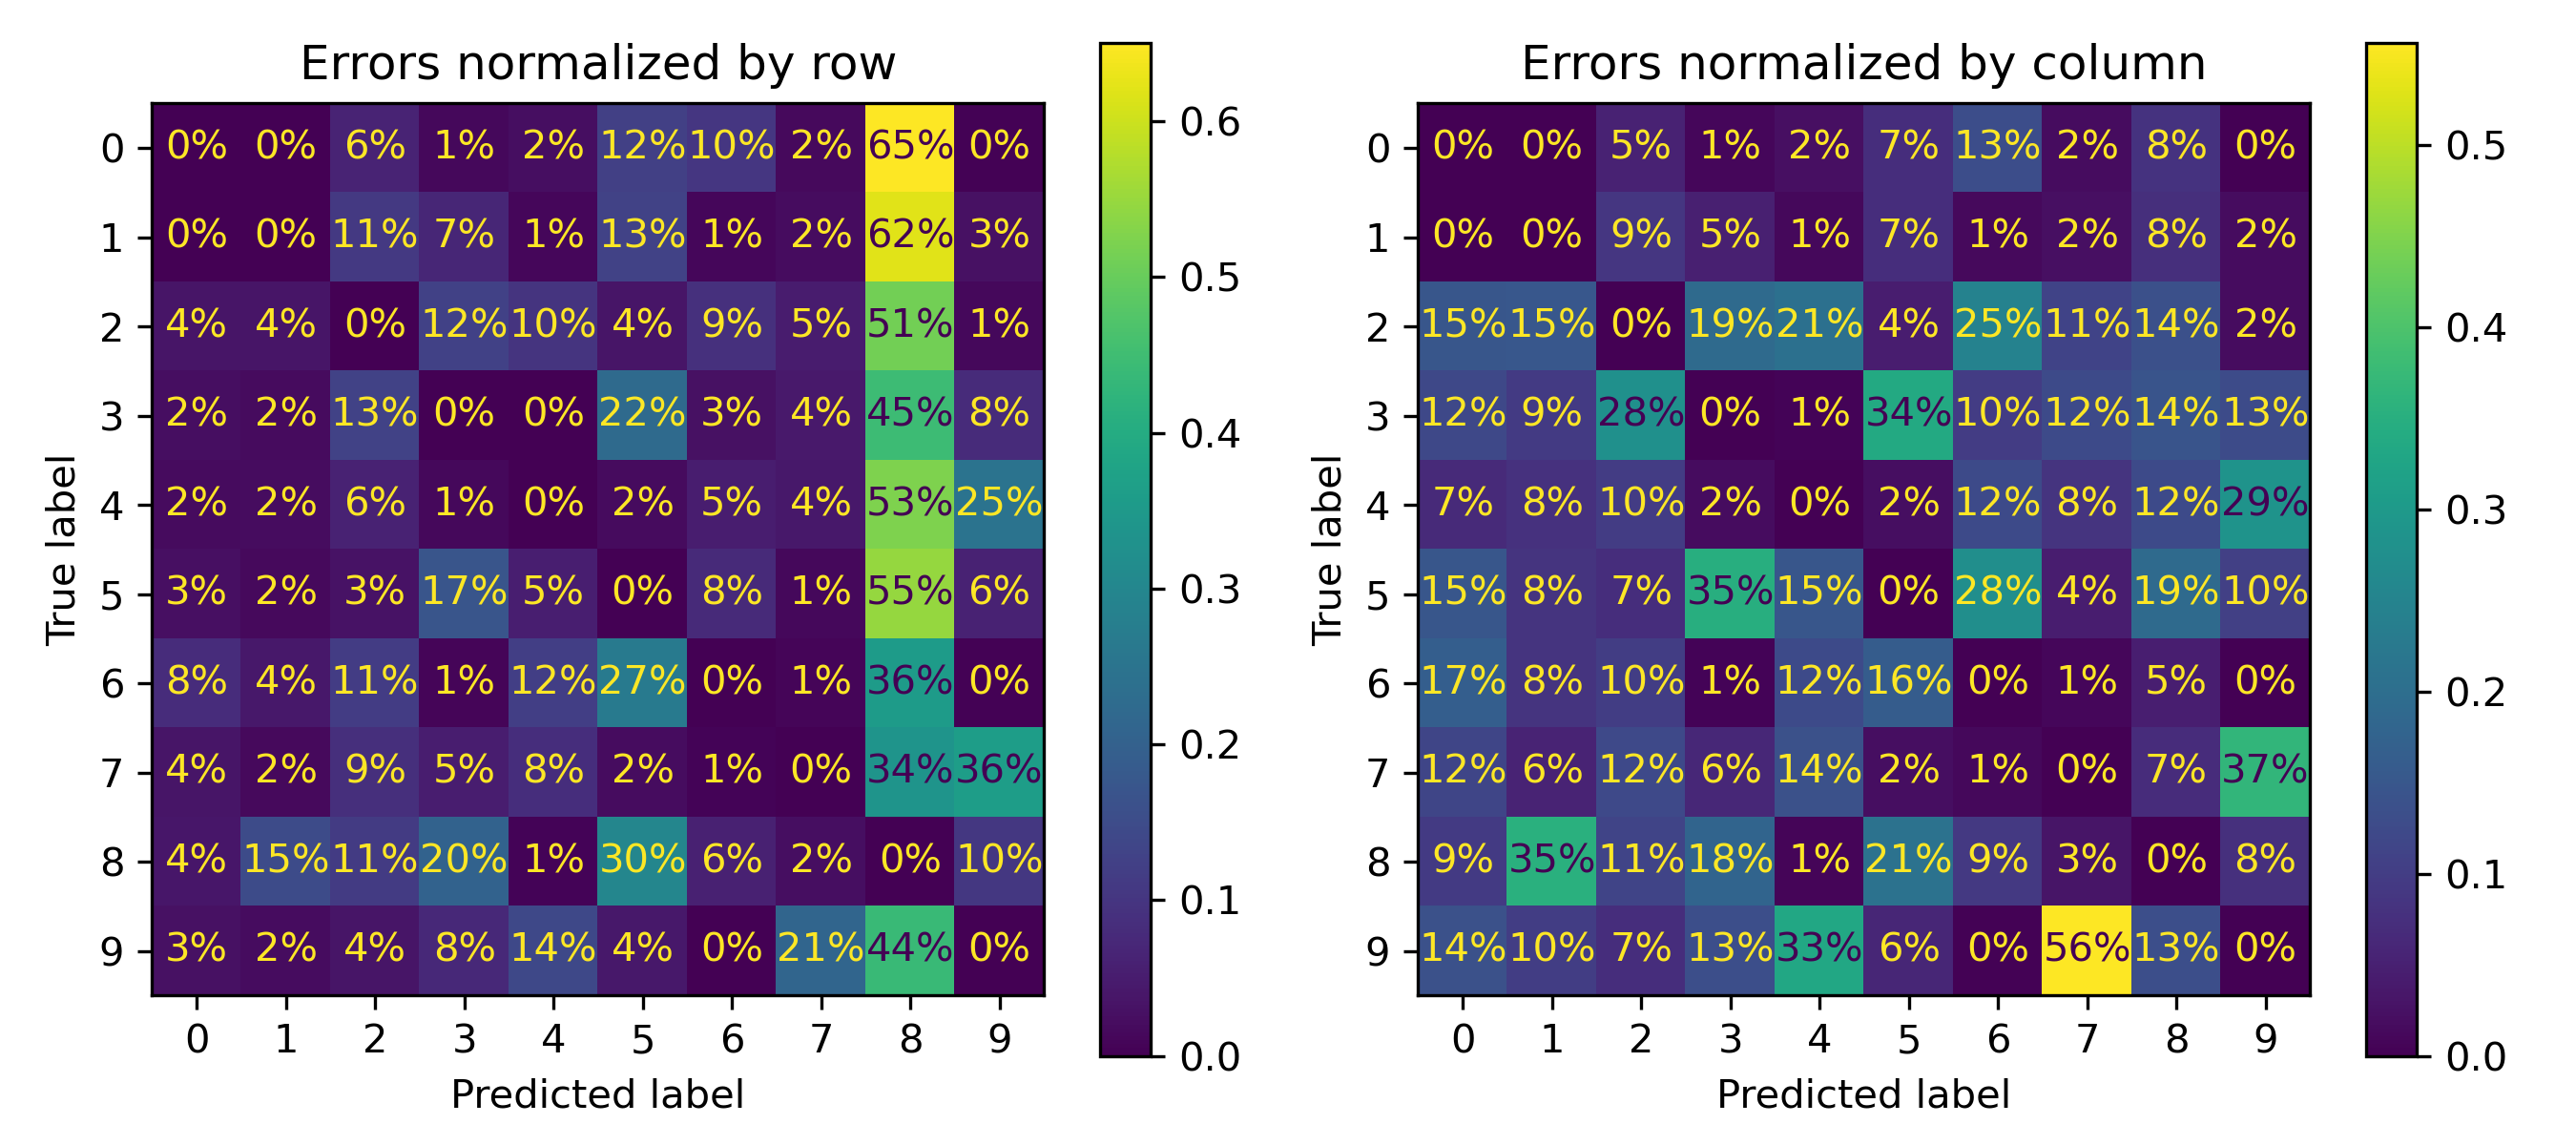 Errors normalized by row
0 0% 0% 6% 1% 2% 12% 10% 2% 65% 0%
1 0% 0% 11% 7% 1% 13% 1% 2% 62% 3%
2 4% 4% 0% 12% 10% 4% 9% 5% 51% 1%
3 2% 2% 13% 0% 0% 22% 3% 4% 45% 8%
4 2% 2% 6% 1% 0% 2% 5% 4% 53% 25%
5 3% 2% 3% 17% 5% 0% 8% 1% 55% 6%
6 8% 4% 11% 1% 12% 27% 0% 1% 36% 0%
7 4% 2% 9% 5% 8% 2% 1% 0% 34% 36%
8 4% 15% 11% 20% 1% 30% 6% 2% 0% 10%
9 3% 2% 4% 8% 14% 4% 0% 21% 44% 0%
0 1 2 3 4 5 6 7 8 9
Predicted label
True label
0.6
0.5
0.4
0.3
0.2
0.1
0.0
Errors normalized by column
0 0% 0% 5% 1% 2% 7% 13% 2% 8% 0%
1 0% 0% 9% 5% 1% 7% 1% 2% 8% 2%
2 15% 15% 0% 19% 21% 4% 25% 11% 14% 2%
3 12% 9% 28% 0% 1% 34% 10% 12% 14% 13%
4 7% 8% 10% 2% 0% 2% 12% 8% 12% 29%
5 15% 8% 7% 35% 15% 0% 28% 4% 19% 10%
6 17% 8% 10% 1% 12% 16% 0% 1% 5% 0%
7 12% 6% 12% 6% 14% 2% 1% 0% 7% 37%
8 9% 35% 11% 18% 1% 21% 9% 3% 0% 8%
9 14% 10% 7% 13% 33% 6% 0% 56% 13% 0%
0 1 2 3 4 5 6 7 8 9
Predicted label
True label
0.5
0.4
0.3
0.2
0.1
0.0